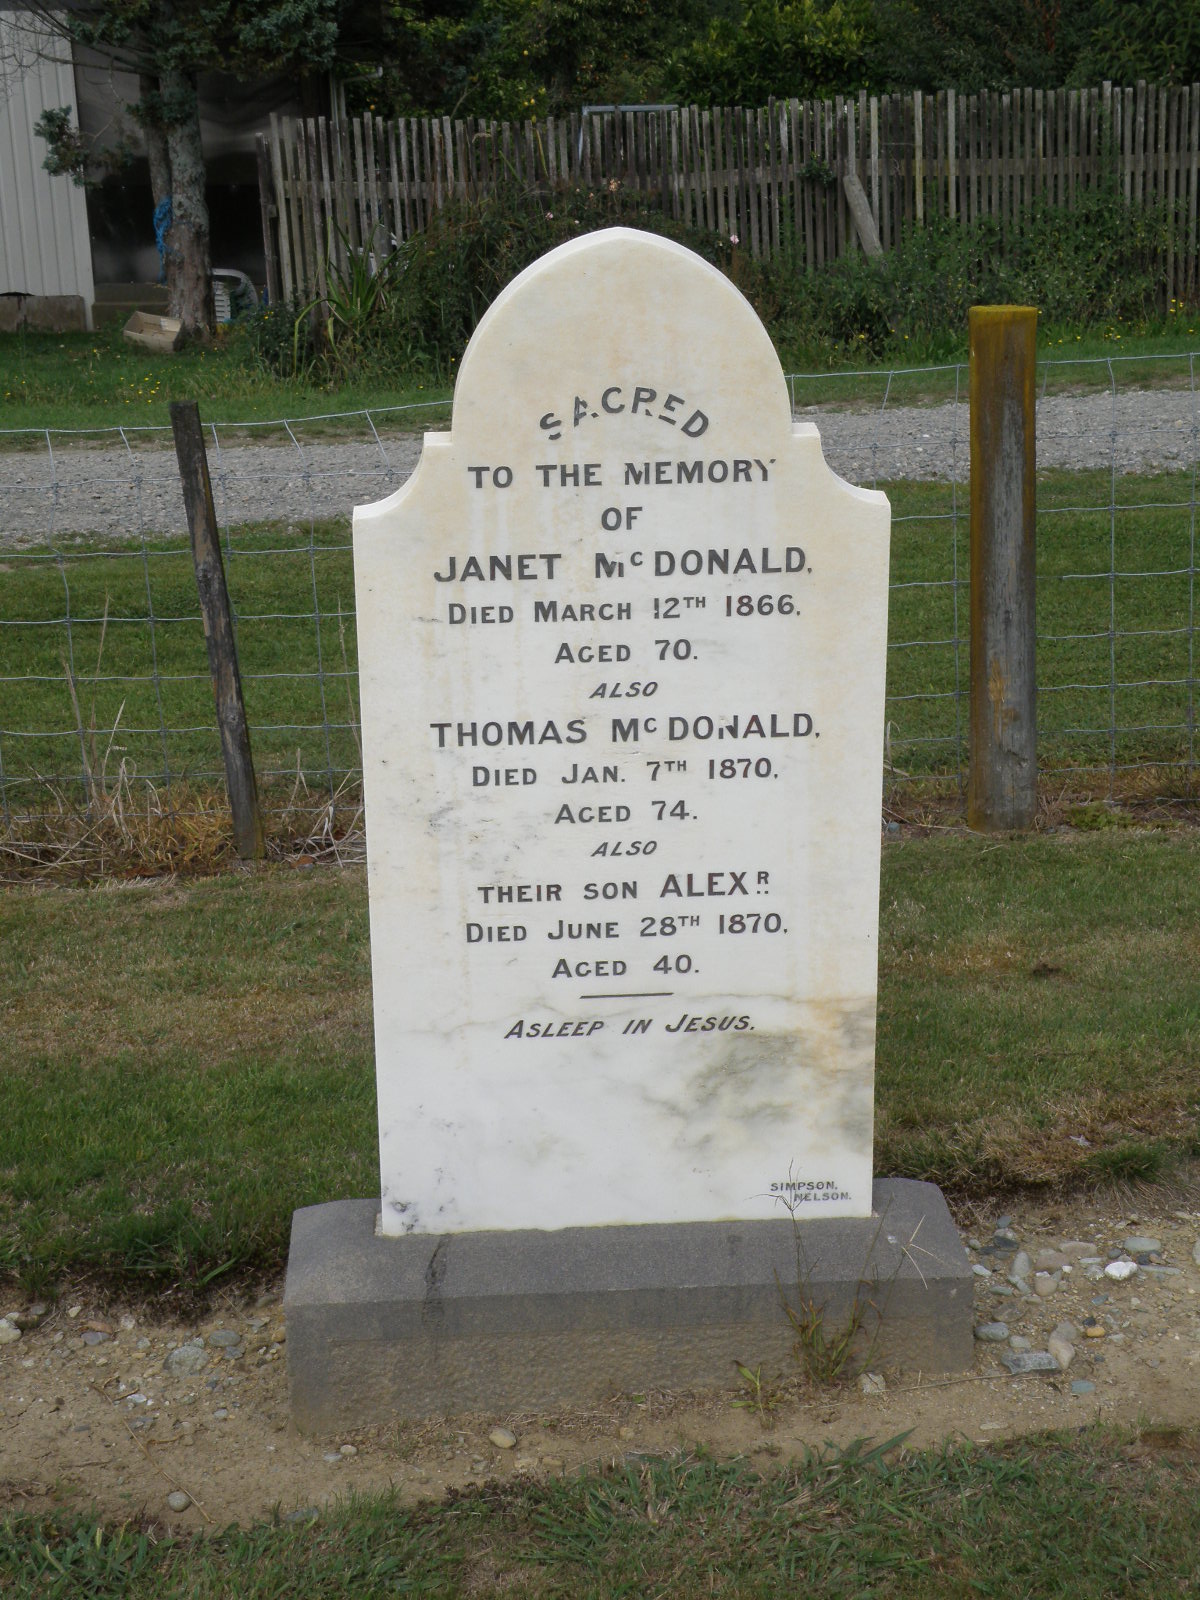 SACRED
TO THE MEMORY
OF
JANET McDONALD,
DIED MARCH 12TH 1866,
AGED 70.
ALSO
THOMAS McDONALD,
DIED JAN. 7TH 1870,
AGED 74.
ALSO
THEIR SON ALEXR
DIED JUNE 28TH 1870,
AGED 40.
ASLEEP IN JESUS.
SIMPSON.
NELSON.